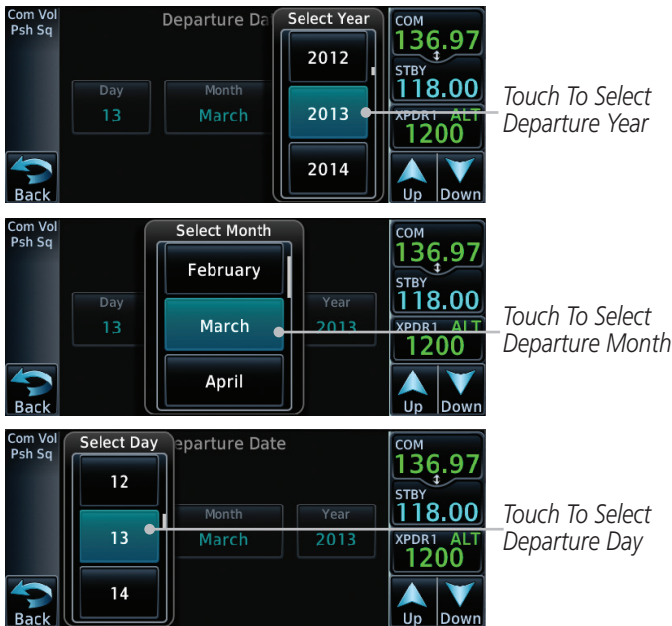 Com Vol
Psh Sq
Departure Da
Select Year
2012
2013
2014
Day
13
Month
March
Back
COM
136.97
STBY
118.00
XPDR1 ALT
1200
Up Down
Touch To Select
Departure Year
Com Vol
Psh Sq
Select Month
February
March
April
Day
13
Year
2013
Back
COM
136.97
STBY
118.00
XPDR1 ALT
1200
Up Down
Touch To Select
Departure Month
Com Vol
Psh Sq
Select Day
eparture Date
12
13
14
Month
March
Year
2013
Back
COM
136.97
STBY
118.00
XPDR1 ALT
1200
Up Down
Touch To Select
Departure Day